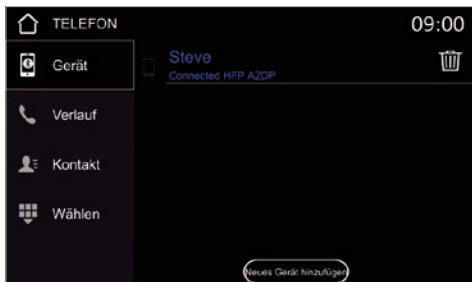 TELEFON
09:00
Gerät
Steve
Connected HFP A2DP
Verlauf
Kontakt
Wählen
Neues Gerät hinzufügen